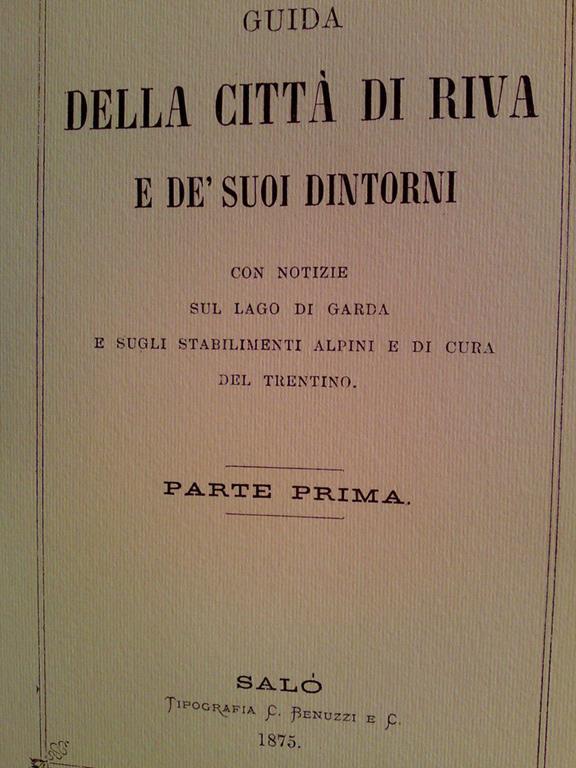 GUIDA
DELLA CITTÀ DI RIVA
E DE' SUOI DINTORNI
CON NOTIZIE
SUL LAGO DI GARDA
E SUGLI STABILIMENTI ALPINI E DI CURA
DEL TRENTINO.
PARTE PRIMA.
SALÒ
TIPOGRAFIA C. BENUZZI E C.
1875.